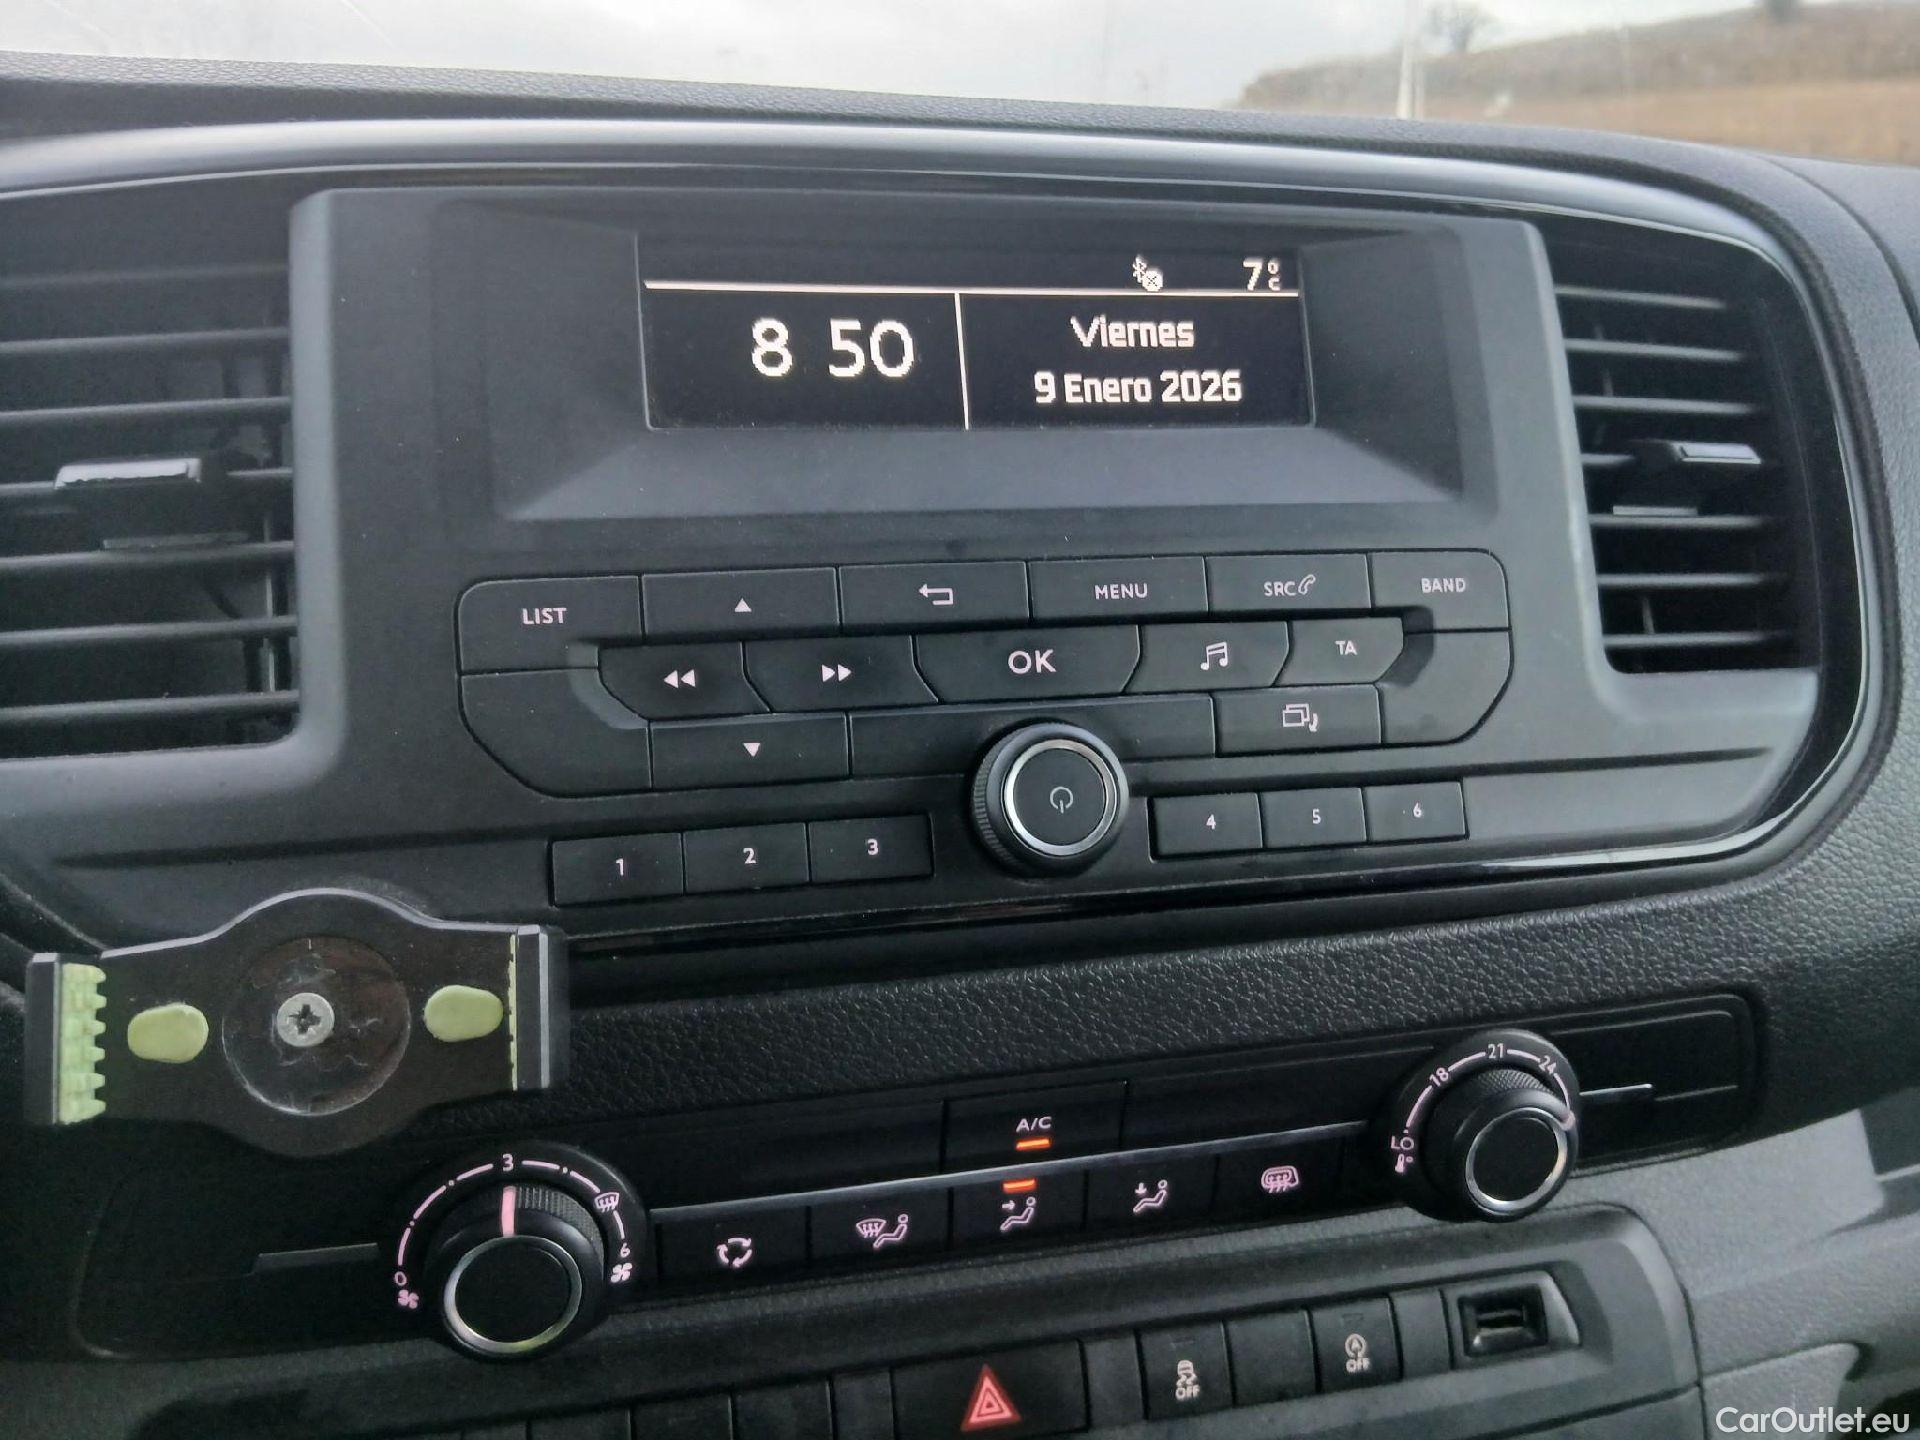 7°C
8 50
Viernes
9 Enero 2026
LIST
MENU
SRC
BAND
OK
TA
1
2
3
4
5
6
A/C
0
3
6
LO
18
21
24
OFF
A
OFF
CarOutlet.eu